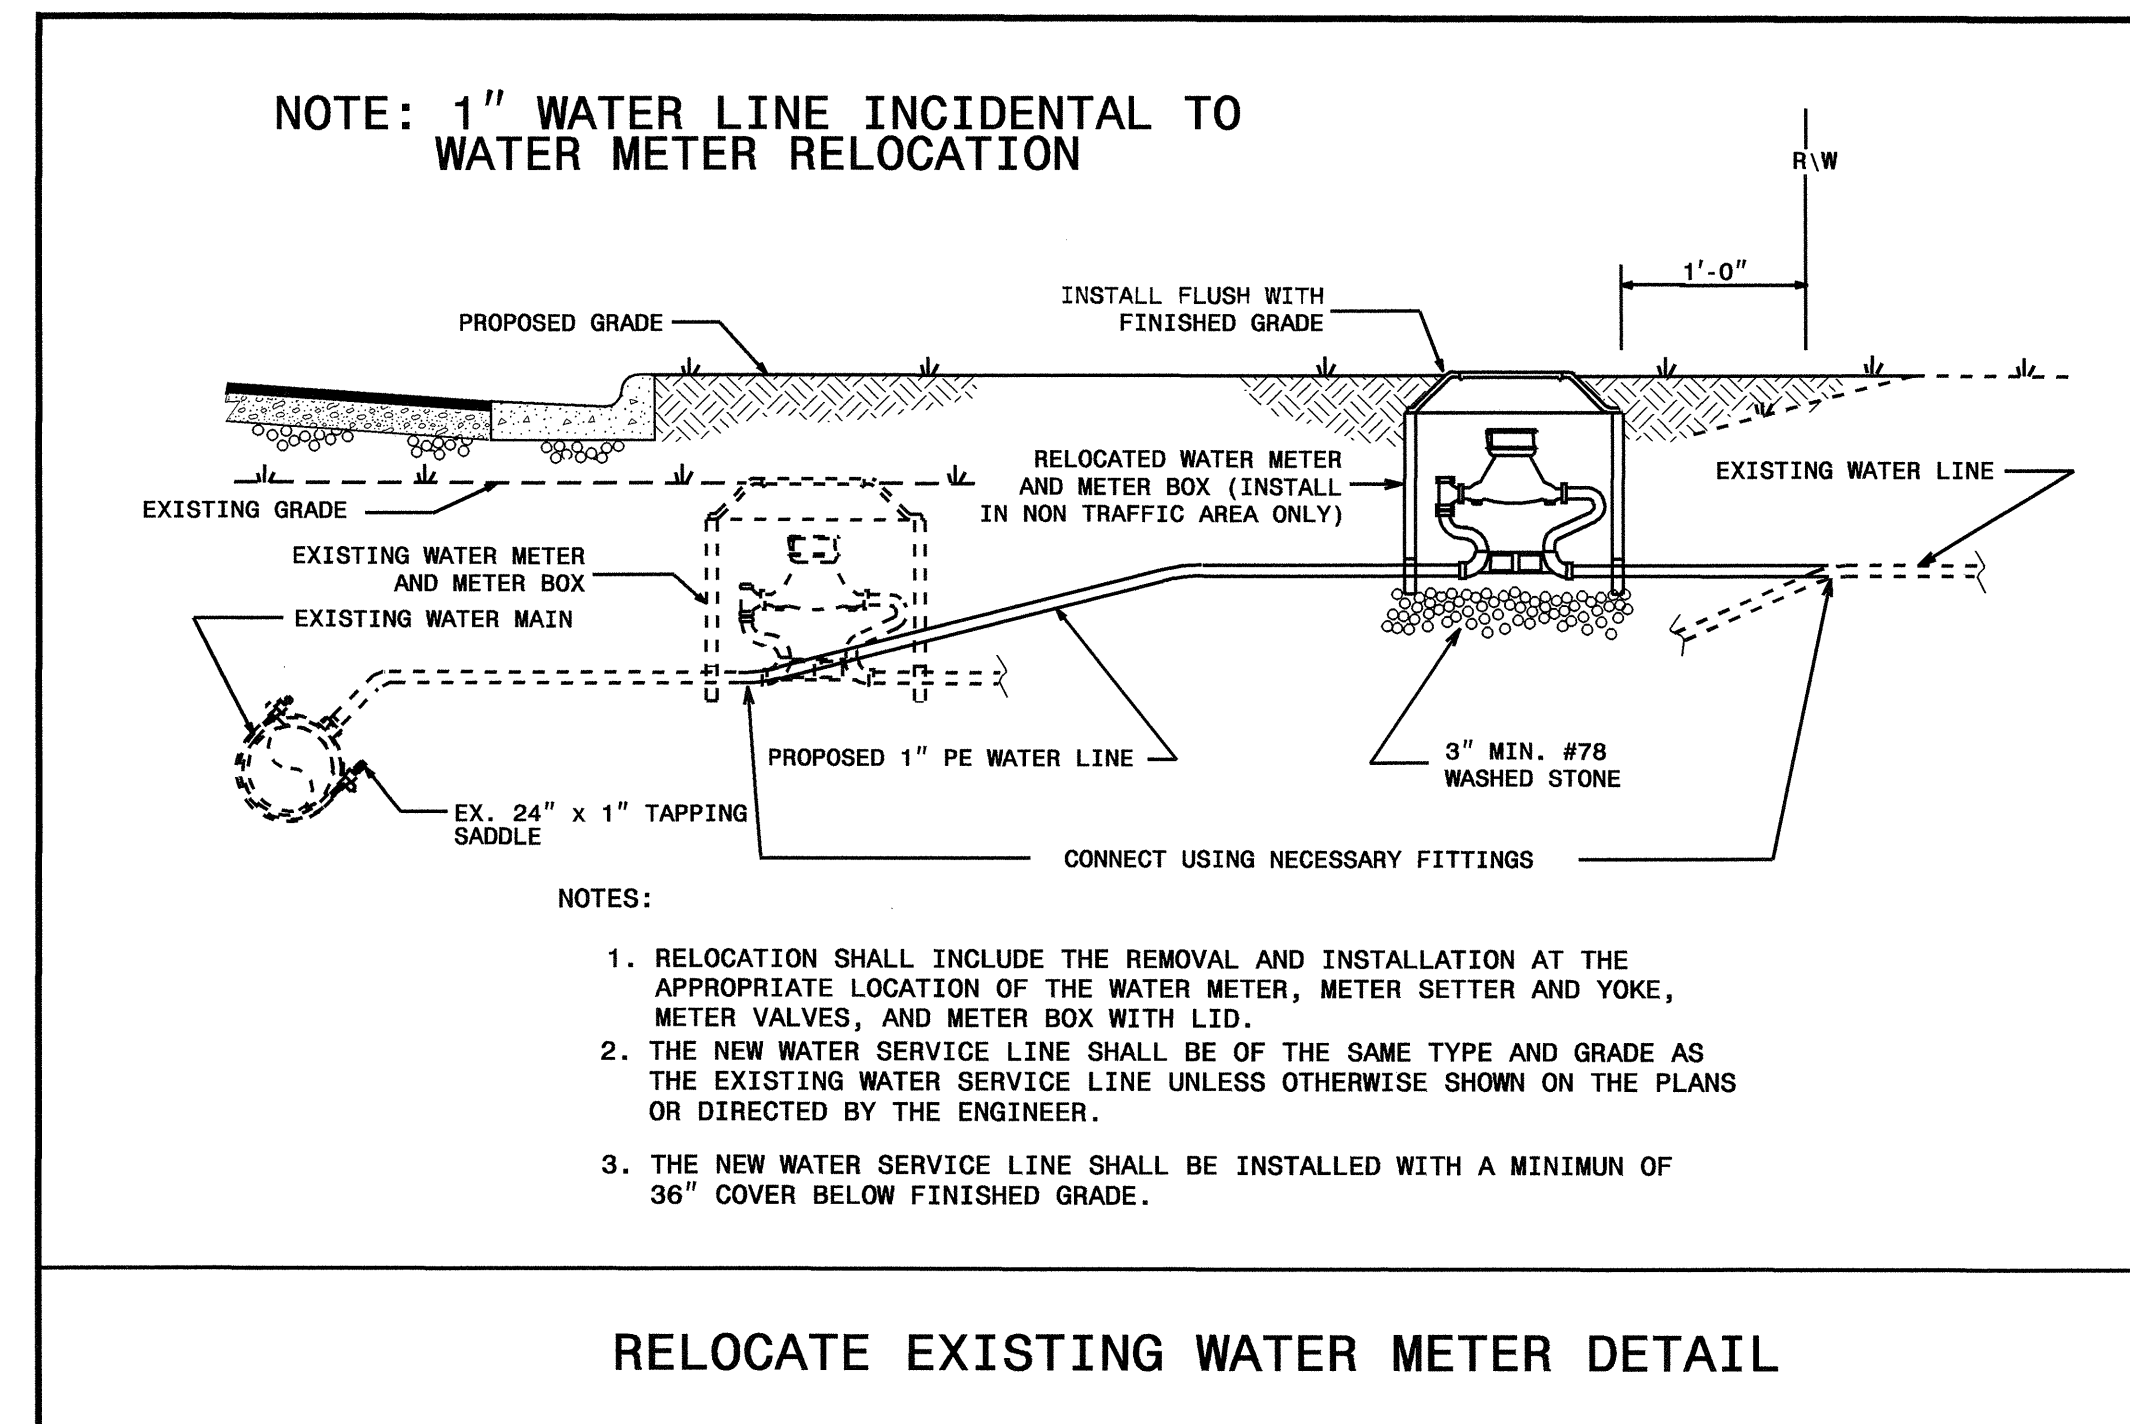 NOTE: 1" WATER LINE INCIDENTAL TO
WATER METER RELOCATION
R\W
1'-0"
INSTALL FLUSH WITH
FINISHED GRADE
PROPOSED GRADE
RELOCATED WATER METER
AND METER BOX (INSTALL
IN NON TRAFFIC AREA ONLY)
EXISTING WATER LINE
EXISTING GRADE
EXISTING WATER METER
AND METER BOX
EXISTING WATER MAIN
PROPOSED 1" PE WATER LINE
3" MIN. #78
WASHED STONE
EX. 24" x 1" TAPPING
SADDLE
CONNECT USING NECESSARY FITTINGS
NOTES:
1. RELOCATION SHALL INCLUDE THE REMOVAL AND INSTALLATION AT THE
APPROPRIATE LOCATION OF THE WATER METER, METER SETTER AND YOKE,
METER VALVES, AND METER BOX WITH LID.
2. THE NEW WATER SERVICE LINE SHALL BE OF THE SAME TYPE AND GRADE AS
THE EXISTING WATER SERVICE LINE UNLESS OTHERWISE SHOWN ON THE PLANS
OR DIRECTED BY THE ENGINEER.
3. THE NEW WATER SERVICE LINE SHALL BE INSTALLED WITH A MINIMUN OF
36" COVER BELOW FINISHED GRADE.
RELOCATE EXISTING WATER METER DETAIL